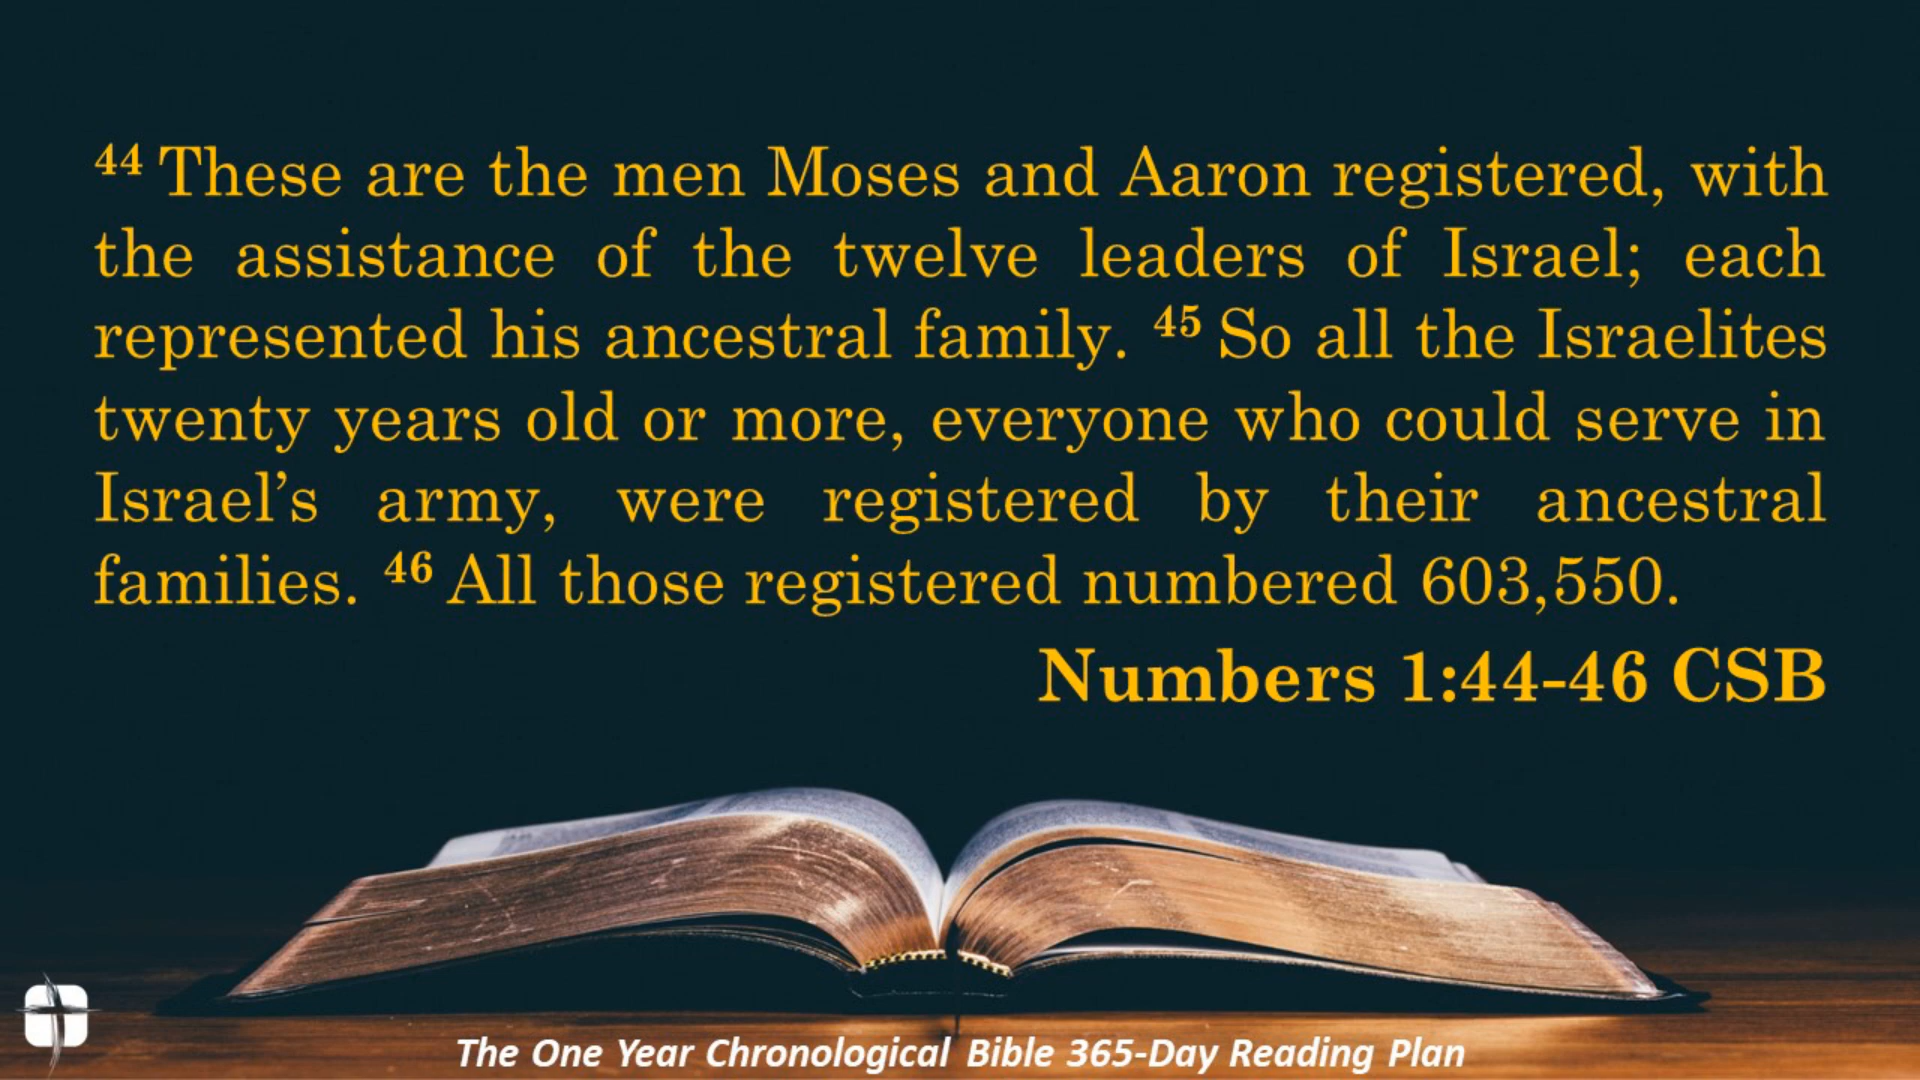 44 These are the men Moses and Aaron registered, with
the assistance of the twelve leaders of Israel; each
represented his ancestral family. 45 So all the Israelites
twenty years old or more, everyone who could serve in
Israel’s army, were registered by their ancestral
families. 46 All those registered numbered 603,550.
Numbers 1:44-46 CSB
The One Year Chronological Bible 365-Day Reading Plan